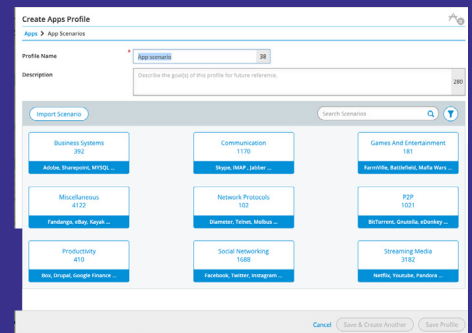 Create Apps Profile
Apps > App Scenarios
Profile Name * App scenario 38
Description Describe the goal(s) of this profile for future reference. 280
Import Scenario Search Scenarios
Business Systems Communication Games And Entertainment
392 1170 181
Adobe, Sharepoint, MYSQL ... Skype, IMAP , Jabber ... FarmVille, Battlefield, Mafia Wars ...
Miscellaneous Network Protocols P2P
4122 102 1021
Fandango, eBay, Kayak ... Diameter, Telnet, Modbus ... BitTorrent, Gnutella, eDonkey ...
Productivity Social Networking Streaming Media
410 1688 3182
Box, Drupal, Google Finance ... Facebook, Twitter, Instagram ... Netflix, Youtube, Pandora ...
Cancel Save & Create Another Save Profile